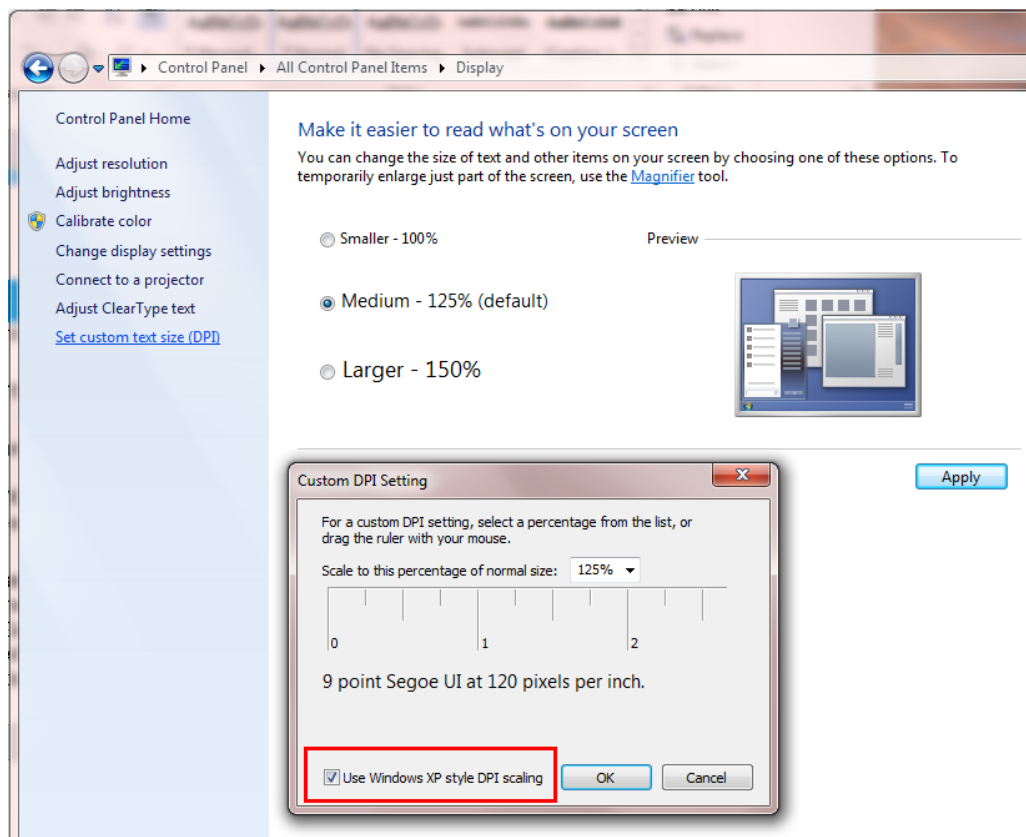 Replace
Control Panel
All Control Panel Items
Display
Control Panel Home
Adjust resolution
Adjust brightness
Calibrate color
Change display settings
Connect to a projector
Adjust ClearType text
Set custom text size (DPI)
Make it easier to read what's on your screen
You can change the size of text and other items on your screen by choosing one of these options. To
temporarily enlarge just part of the screen, use the Magnifier tool.
Smaller - 100%
Preview
Medium - 125% (default)
Larger - 150%
Apply
Custom DPI Setting
For a custom DPI setting, select a percentage from the list, or
drag the ruler with your mouse.
Scale to this percentage of normal size: 125%
0 1 2
9 point Segoe UI at 120 pixels per inch.
Use Windows XP style DPI scaling
OK
Cancel